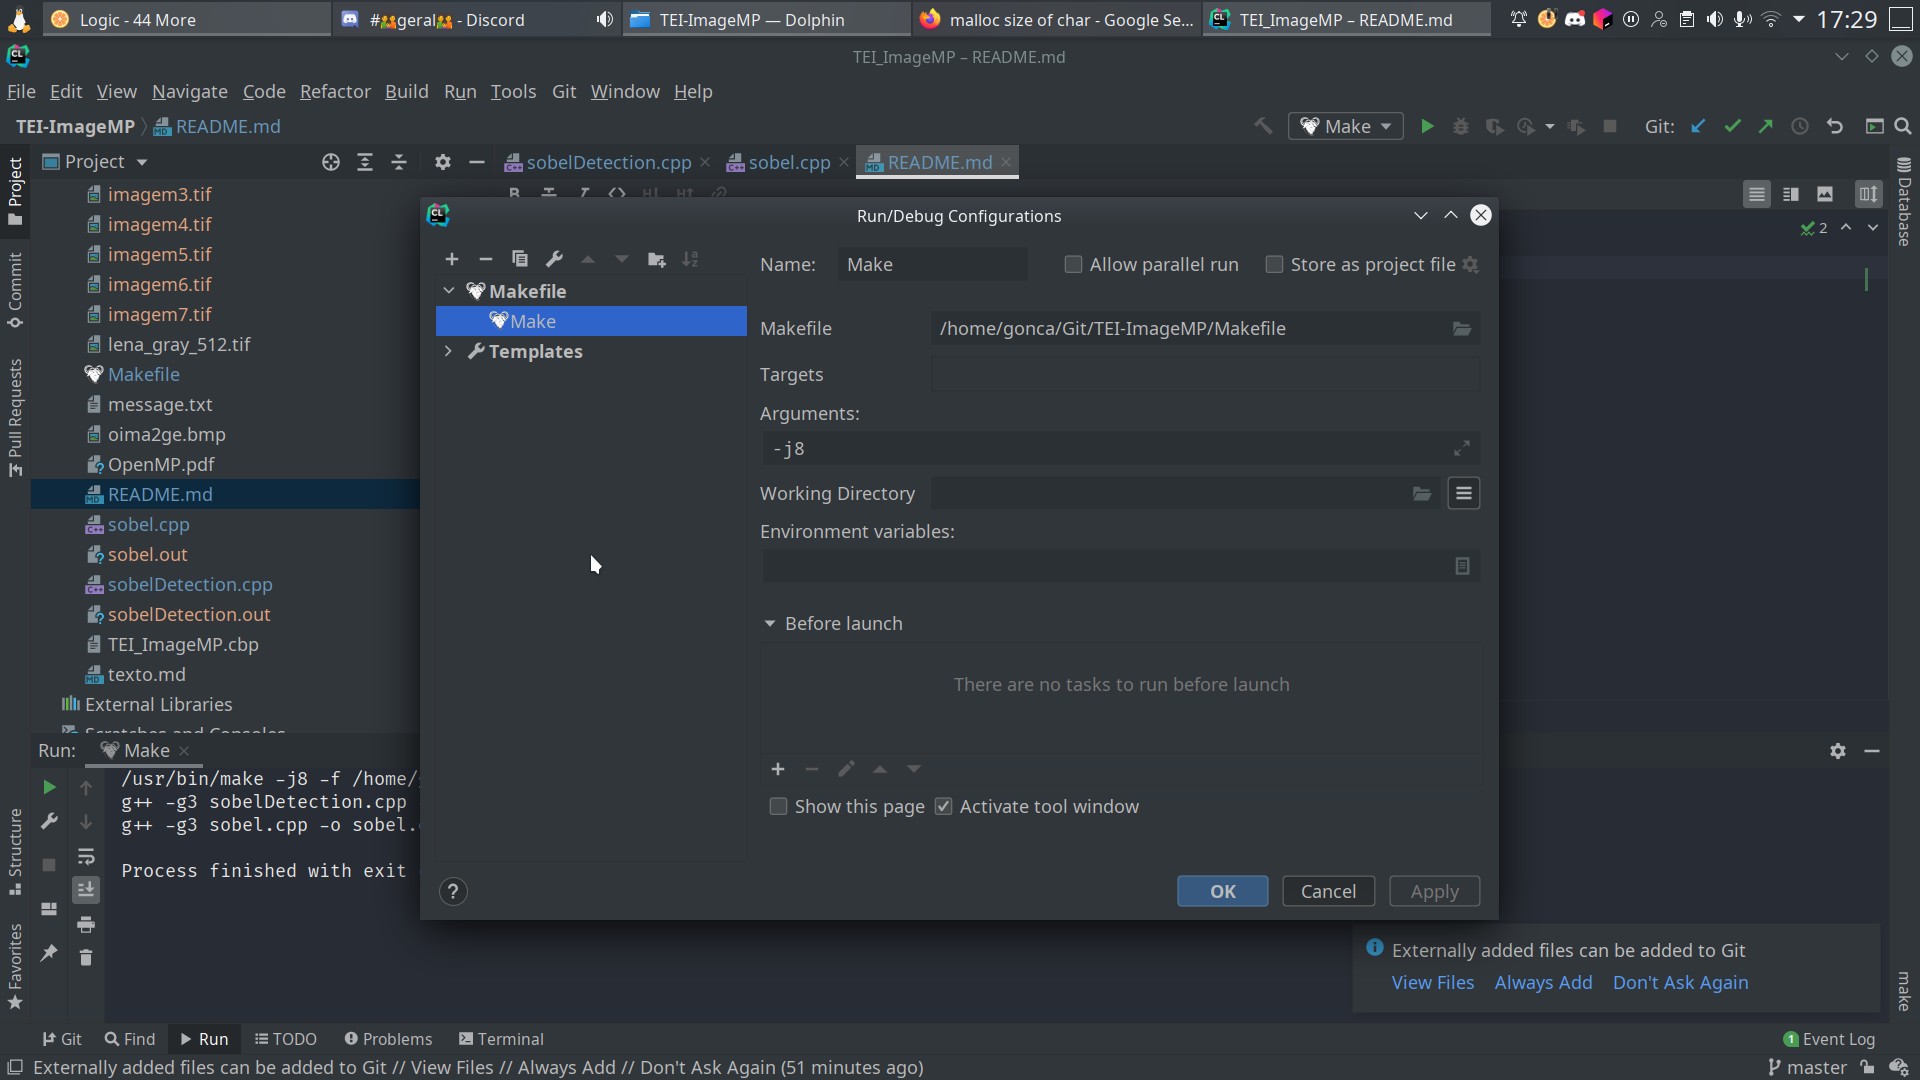 Logic - 44 More
#geral - Discord
TEI-ImageMP — Dolphin
malloc size of char - Google Se...
TEI_ImageMP – README.md
17:29
TEI_ImageMP – README.md
File Edit View Navigate Code Refactor Build Run Tools Git Window Help
TEI-ImageMP README.md
Make
Git:
Project
sobelDetection.cpp
sobel.cpp
README.md
Project
Commit
Pull Requests
Structure
Favorites
Database
make
2
imagem3.tif
imagem4.tif
imagem5.tif
imagem6.tif
imagem7.tif
lena_gray_512.tif
Makefile
message.txt
oima2ge.bmp
OpenMP.pdf
README.md
sobel.cpp
sobel.out
sobelDetection.cpp
sobelDetection.out
TEI_ImageMP.cbp
texto.md
External Libraries
Scratches and Consoles
Run/Debug Configurations
Makefile
Make
Templates
Name: Make
Allow parallel run
Store as project file
Makefile /home/gonca/Git/TEI-ImageMP/Makefile
Targets
Arguments:
-j8
Working Directory
Environment variables:
Before launch
There are no tasks to run before launch
Show this page
Activate tool window
?
OK
Cancel
Apply
Run: Make
/usr/bin/make -j8 -f /home/
g++ -g3 sobelDetection.cpp
g++ -g3 sobel.cpp -o sobel.
Process finished with exit
Externally added files can be added to Git
View Files Always Add Don't Ask Again
Git
Find
Run
TODO
Problems
Terminal
1 Event Log
Externally added files can be added to Git // View Files // Always Add // Don't Ask Again (51 minutes ago)
master